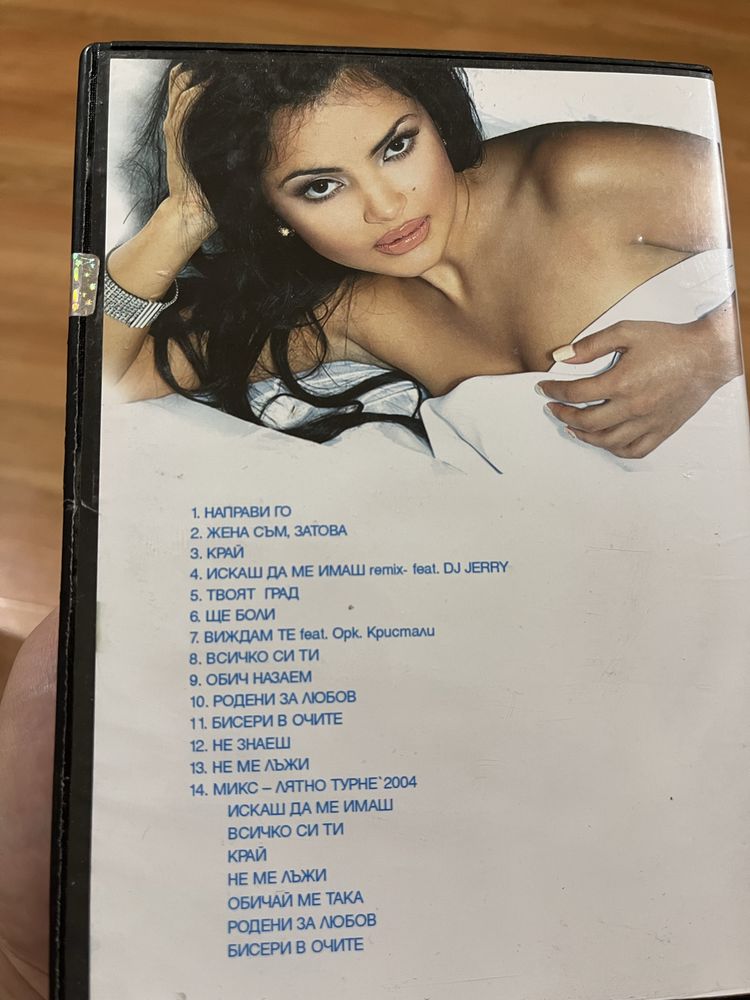 1. НАПРАВИ ГО
2. ЖЕНА СЪМ, ЗАТОВА
3. КРАЙ
4. ИСКАШ ДА МЕ ИМАШ remix- feat. DJ JERRY
5. ТВОЯТ ГРАД
6. ЩЕ БОЛИ
7. ВИЖДАМ ТЕ feat. Орк. Кристали
8. ВСИЧКО СИ ТИ
9. ОБИЧ НАЗАЕМ
10. РОДЕНИ ЗА ЛЮБОВ
11. БИСЕРИ В ОЧИТЕ
12. НЕ ЗНАЕШ
13. НЕ МЕ ЛЪЖИ
14. МИКС – ЛЯТНО ТУРНЕ`2004
ИСКАШ ДА МЕ ИМАШ
ВСИЧКО СИ ТИ
КРАЙ
НЕ МЕ ЛЪЖИ
ОБИЧАЙ МЕ ТАКА
РОДЕНИ ЗА ЛЮБОВ
БИСЕРИ В ОЧИТЕ